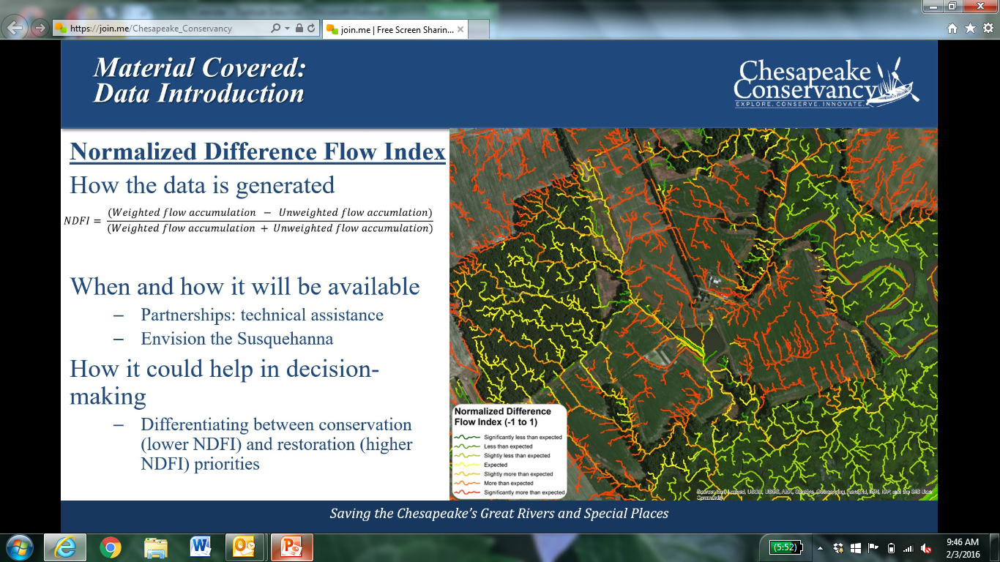 https://join.me/Chesapeake_Conservancy
join.me | Free Screen Sharin...
Material Covered:
Data Introduction
Chesapeake
Conservancy
EXPLORE. CONSERVE. INNOVATE.
Normalized Difference Flow Index
How the data is generated
NDFI = (Weighted flow accumulation − Unweighted flow accumlation)
(Weighted flow accumulation + Unweighted flow accumulation)
When and how it will be available
– Partnerships: technical assistance
– Envision the Susquehanna
How it could help in decision-
making
– Differentiating between conservation
(lower NDFI) and restoration (higher
NDFI) priorities
Normalized Difference
Flow Index (-1 to 1)
Significantly less than expected
Less than expected
Slightly less than expected
Expected
Slightly more than expected
More than expected
Significantly more than expected
Saving the Chesapeake's Great Rivers and Special Places
(5:52)
9:46 AM
2/3/2016